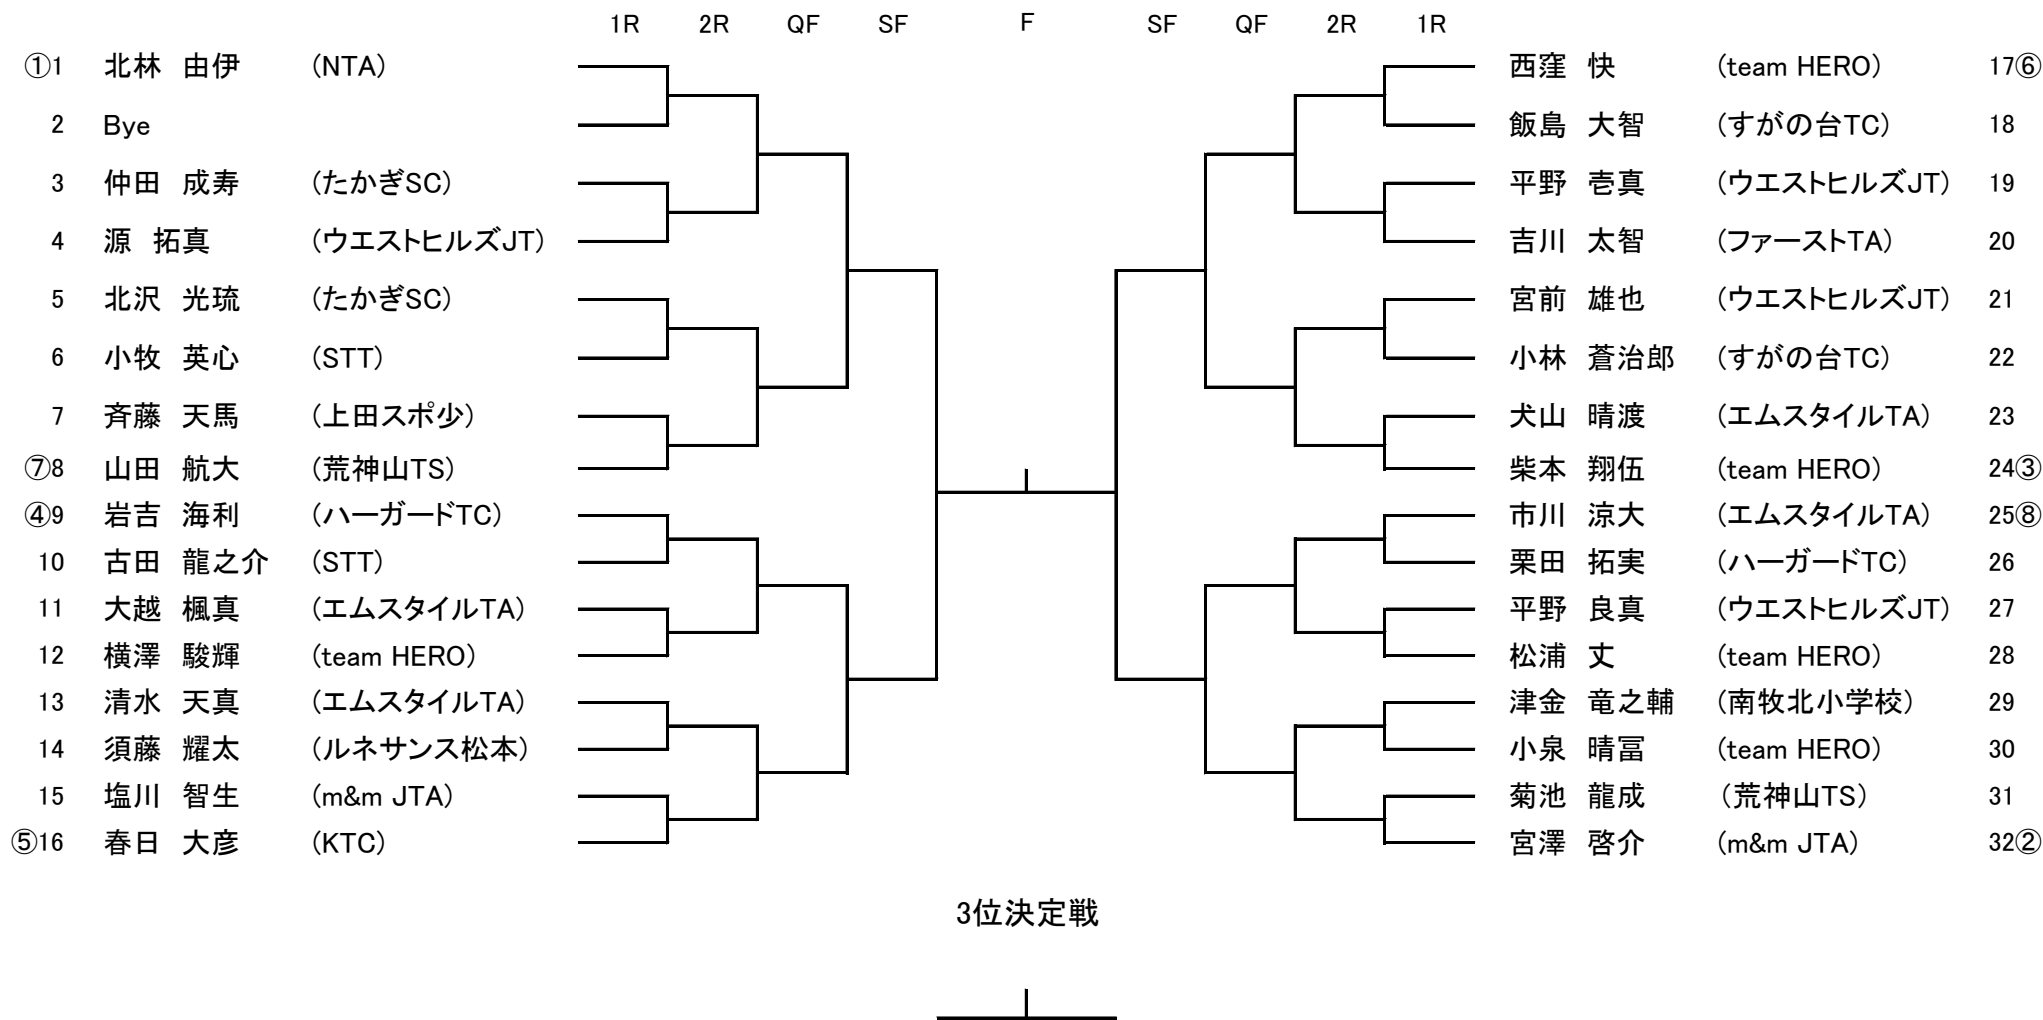 1R 2R QF SF F SF QF 2R 1R
①1 北林 由伊 (NTA) 西窪 快 (team HERO) 17⑥
2 Bye 飯島 大智 (すがの台TC) 18
3 仲田 成寿 (たかぎSC) 平野 壱真 (ウエストヒルズJT) 19
4 源 拓真 (ウエストヒルズJT) 吉川 太智 (ファーストTA) 20
5 北沢 光琉 (たかぎSC) 宮前 雄也 (ウエストヒルズJT) 21
6 小牧 英心 (STT) 小林 蒼治郎 (すがの台TC) 22
7 斉藤 天馬 (上田スポ少) 犬山 晴渡 (エムスタイルTA) 23
⑦8 山田 航大 (荒神山TS) 柴本 翔伍 (team HERO) 24③
④9 岩吉 海利 (ハーガードTC) 市川 涼大 (エムスタイルTA) 25⑧
10 古田 龍之介 (STT) 栗田 拓実 (ハーガードTC) 26
11 大越 楓真 (エムスタイルTA) 平野 良真 (ウエストヒルズJT) 27
12 横澤 駿輝 (team HERO) 松浦 丈 (team HERO) 28
13 清水 天真 (エムスタイルTA) 津金 竜之輔 (南牧北小学校) 29
14 須藤 耀太 (ルネサンス松本) 小泉 晴冨 (team HERO) 30
15 塩川 智生 (m&m JTA) 菊池 龍成 (荒神山TS) 31
⑤16 春日 大彦 (KTC) 宮澤 啓介 (m&m JTA) 32②
3位決定戦